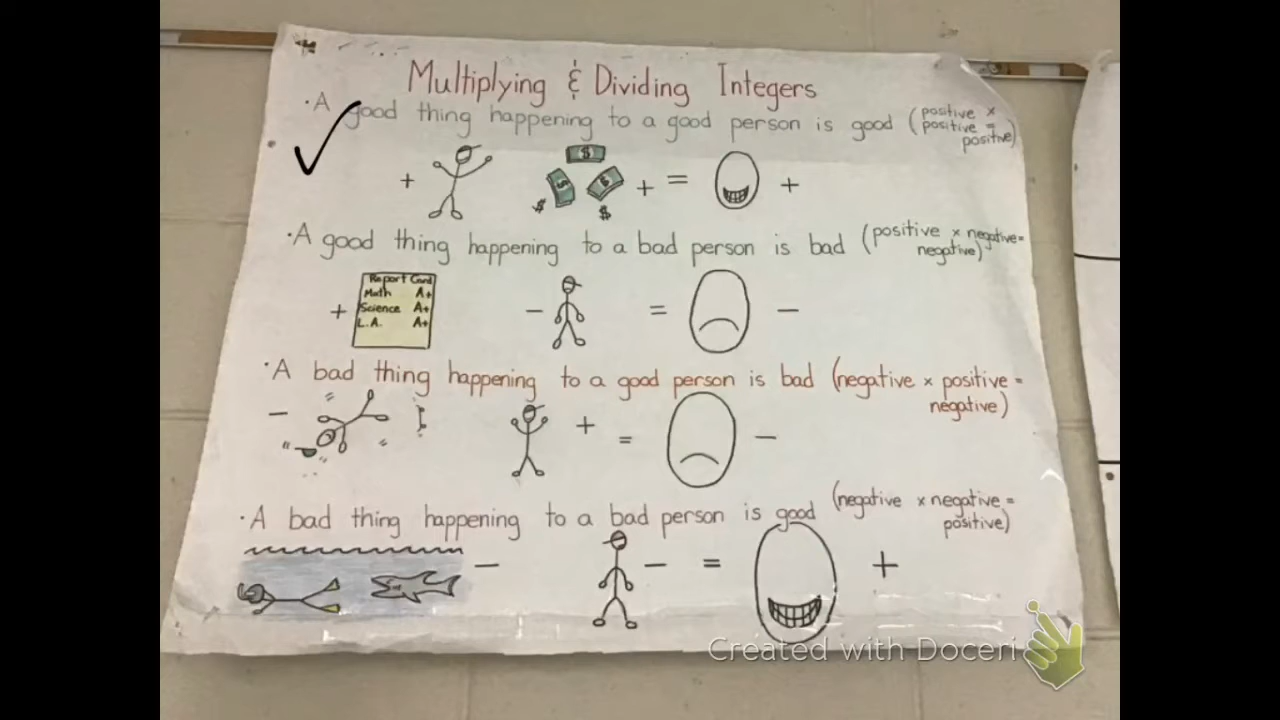 Multiplying & Dividing Integers
· A good thing happening to a good person is good (positive x
positive =
positive)
+ $ $ $ $ $ + = +
· A good thing happening to a bad person is bad (positive x negative=
negative)
Report Card
Math A+
+ Science A+ - = -
L.A. A+
· A bad thing happening to a good person is bad (negative x positive =
negative)
- + = -
· A bad thing happening to a bad person is good (negative x negative =
positive)
- - = +
Created with Doceri